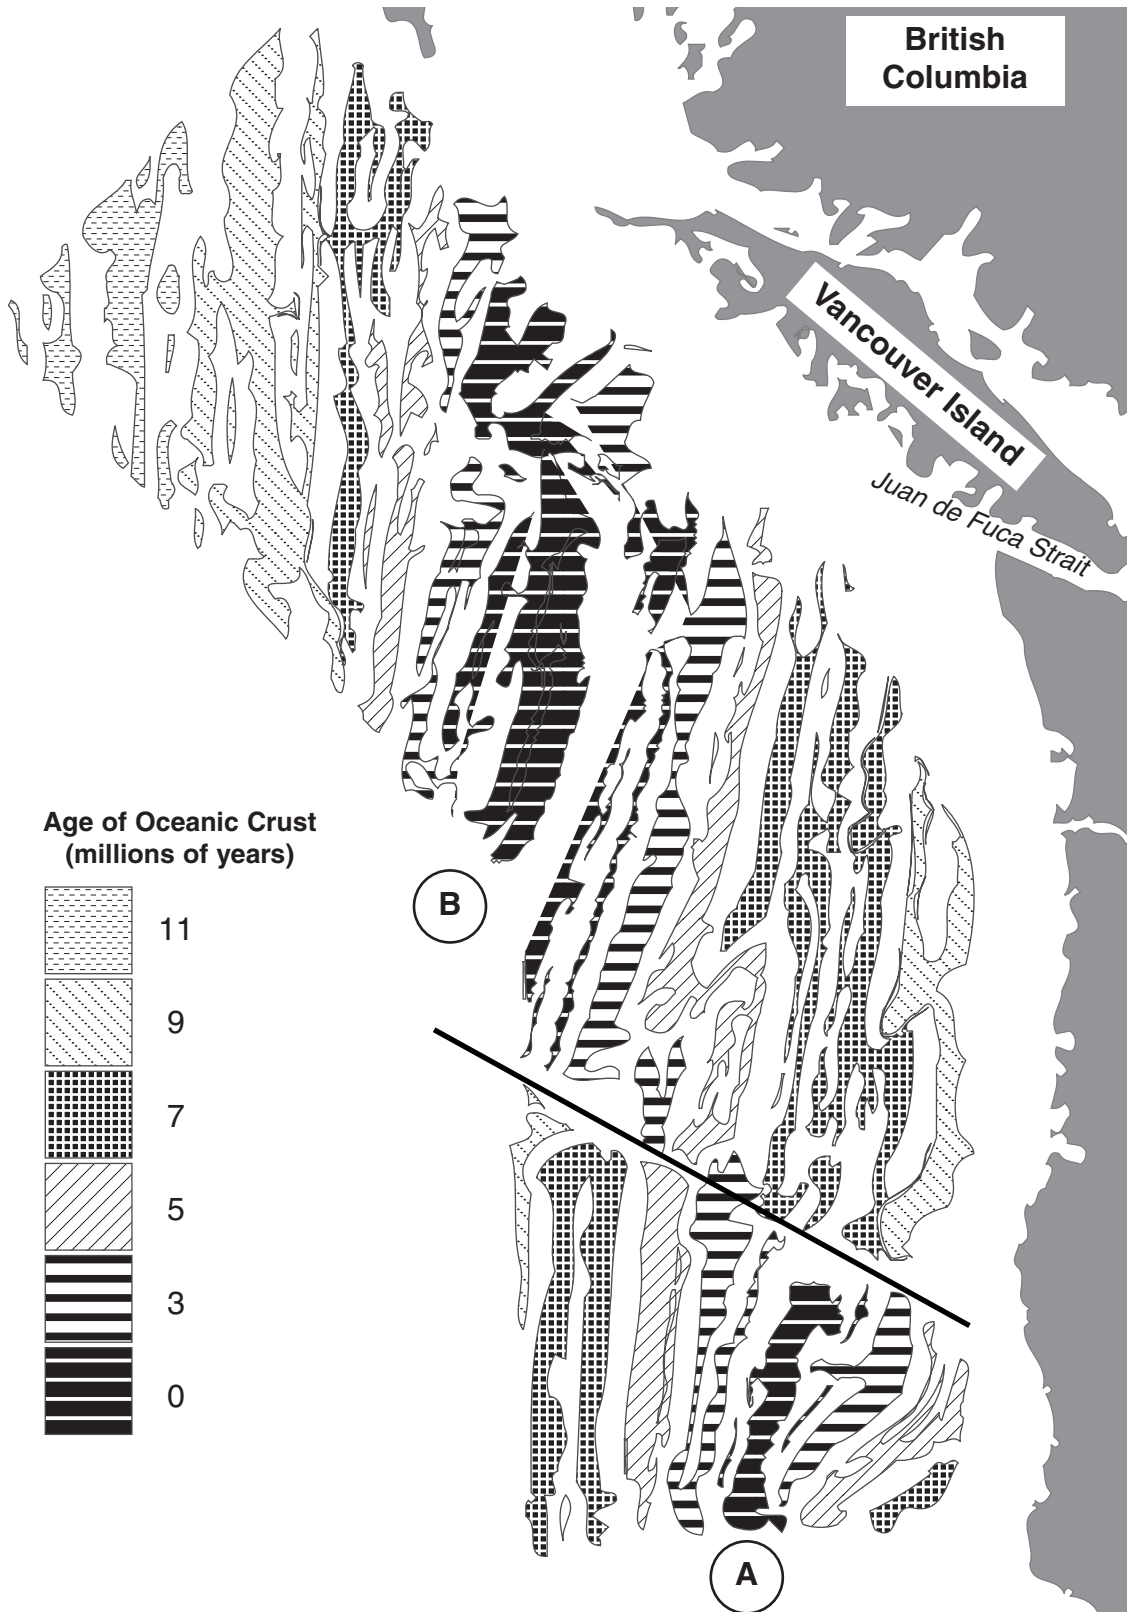 British
Columbia
Vancouver Island
Juan de Fuca Strait
Age of Oceanic Crust
(millions of years)
11
9
7
5
3
0
B
A